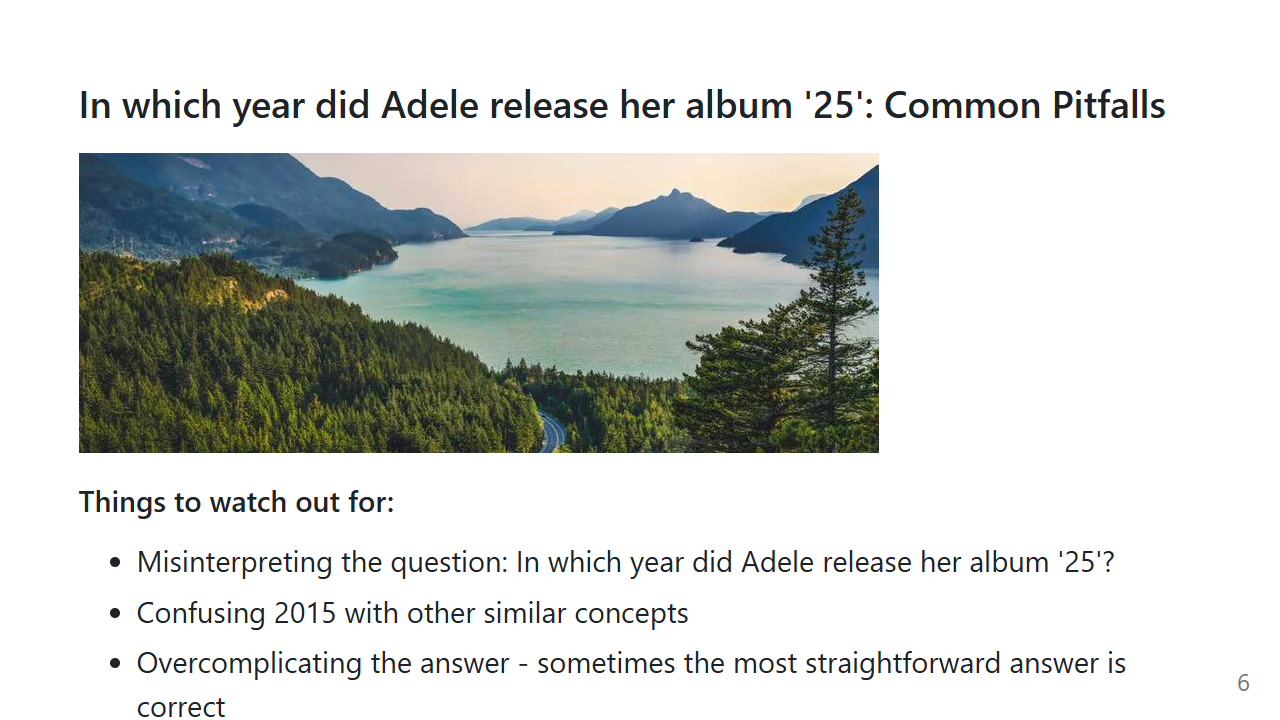 In which year did Adele release her album '25': Common Pitfalls
Things to watch out for:
• Misinterpreting the question: In which year did Adele release her album '25'?
• Confusing 2015 with other similar concepts
• Overcomplicating the answer - sometimes the most straightforward answer is
correct
6